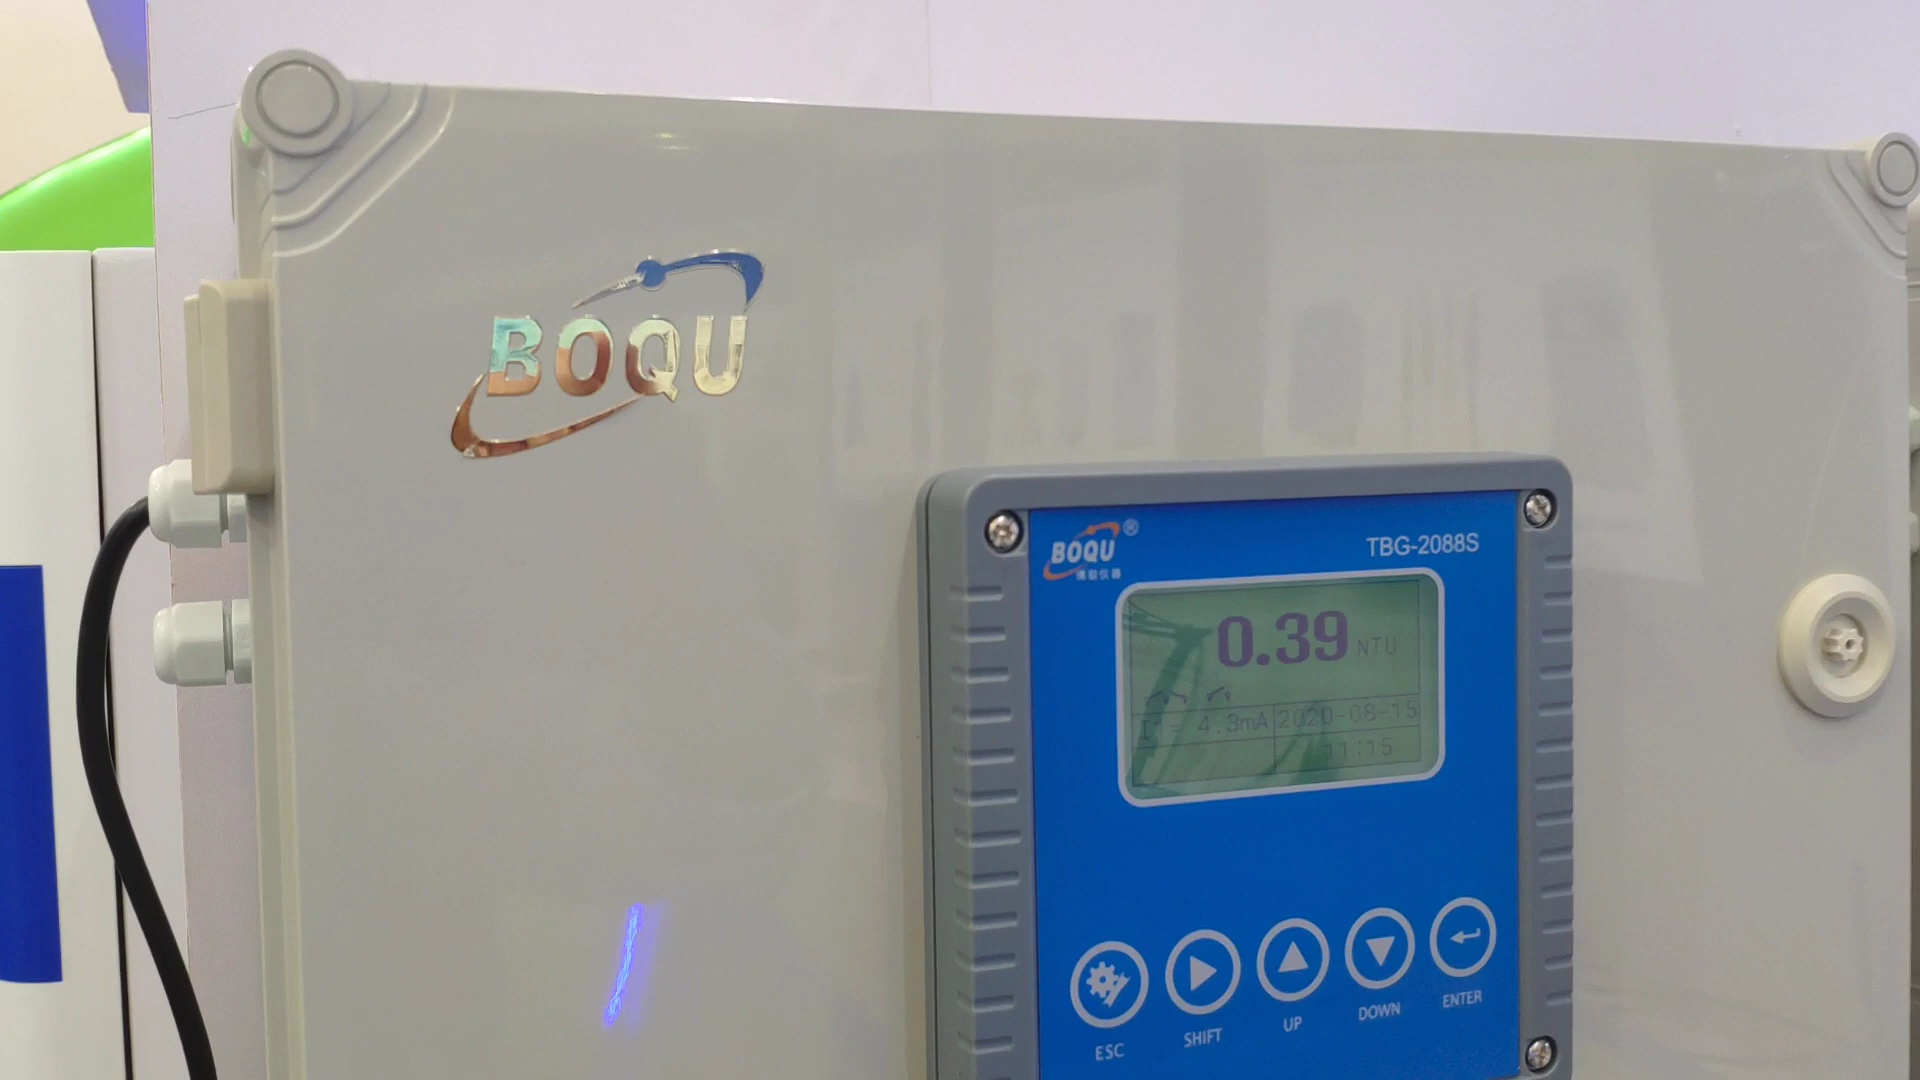 BOQU
BOQU®
博取仪器
TBG-2088S
0.39 NTU
I1= 4.3mA 2020-08-15
11:15
ESC
SHIFT
UP
DOWN
ENTER